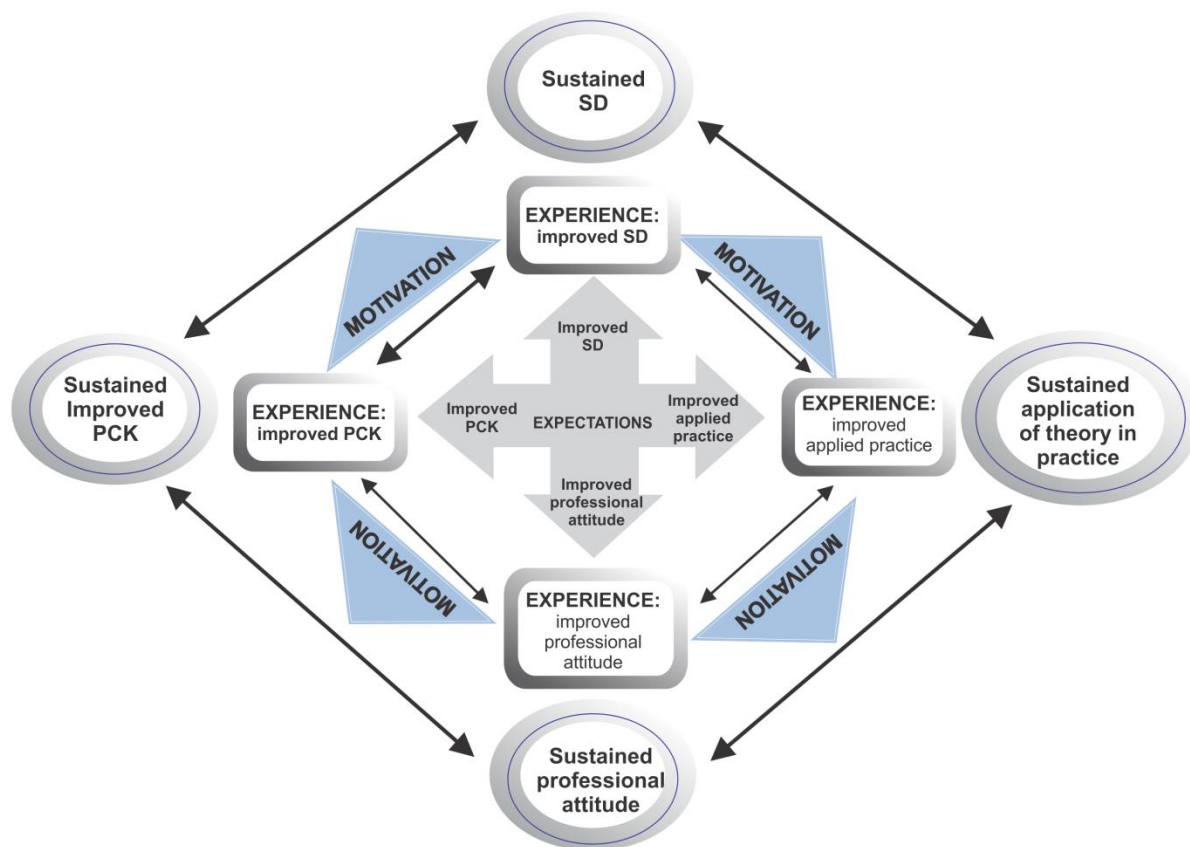 Sustained
SD
EXPERIENCE:
improved SD
MOTIVATION
MOTIVATION
Improved
SD
Sustained
Improved
PCK
EXPERIENCE:
improved PCK
Improved
PCK
EXPECTATIONS
Improved
applied
practice
EXPERIENCE:
improved
applied practice
Sustained
application
of theory in
practice
Improved
professional
attitude
MOTIVATION
MOTIVATION
EXPERIENCE:
improved
professional
attitude
Sustained
professional
attitude